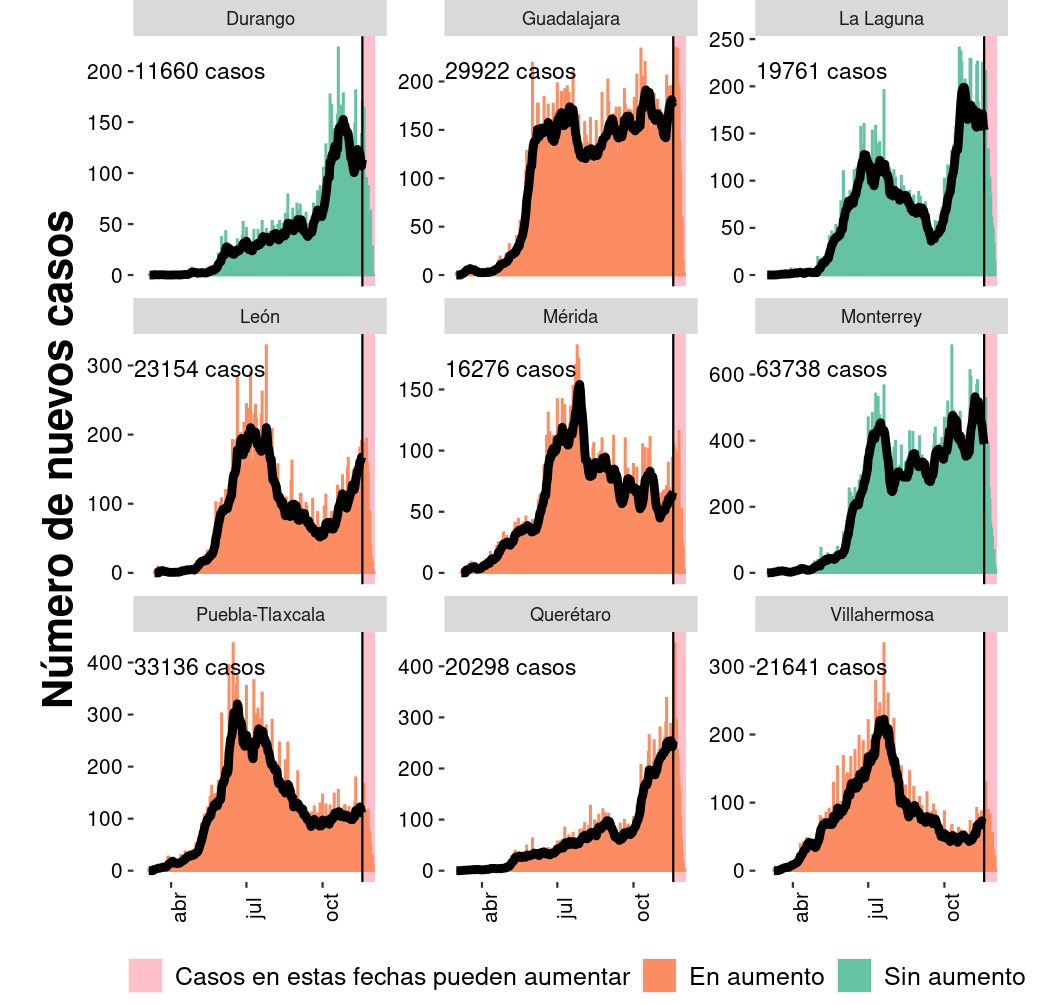 Número de nuevos casos
Durango
Guadalajara
La Laguna
11660 casos
29922 casos
19761 casos
200
150
100
50
0
200
150
100
50
0
250
200
150
100
50
0
León
Mérida
Monterrey
23154 casos
16276 casos
63738 casos
300
200
100
0
150
100
50
0
600
400
200
0
Puebla-Tlaxcala
Querétaro
Villahermosa
33136 casos
20298 casos
21641 casos
400
300
200
100
0
400
300
200
100
0
300
200
100
0
abr
jul
oct
abr
jul
oct
abr
jul
oct
Casos en estas fechas pueden aumentar
En aumento
Sin aumento